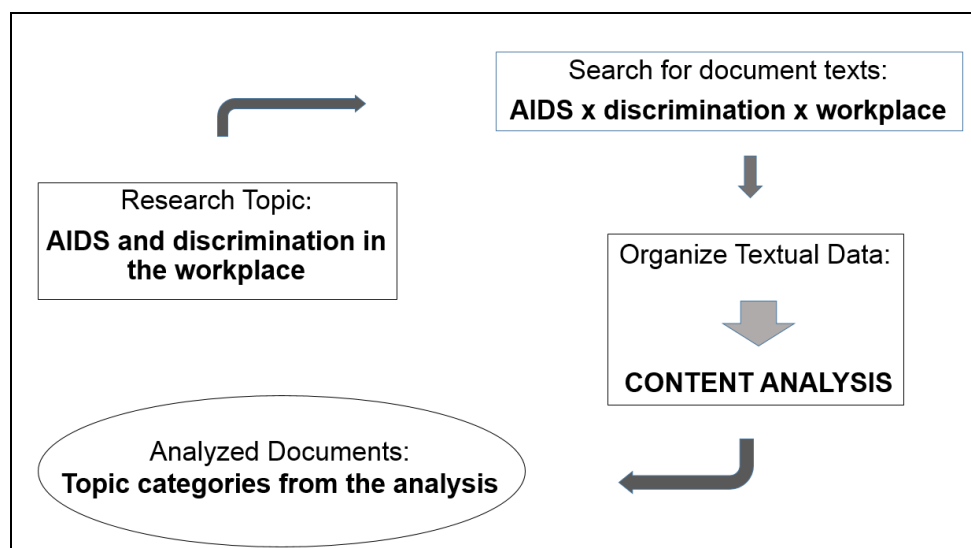 Search for document texts:
AIDS x discrimination x workplace
Research Topic:
AIDS and discrimination in
the workplace
Organize Textual Data:
CONTENT ANALYSIS
Analyzed Documents:
Topic categories from the analysis